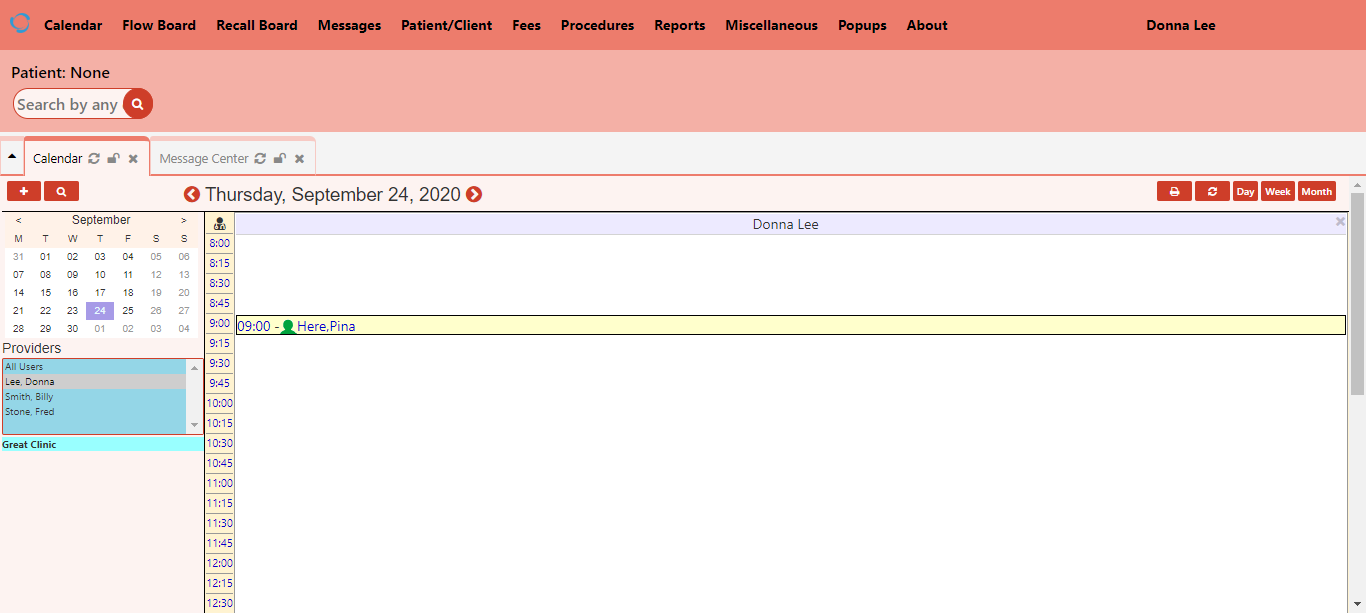 Calendar Flow Board Recall Board Messages Patient/Client Fees Procedures Reports Miscellaneous Popups About Donna Lee
Patient: None
Search by any
Calendar Message Center
Thursday, September 24, 2020 Day Week Month
< September >
M T W T F S S
31 01 02 03 04 05 06
07 08 09 10 11 12 13
14 15 16 17 18 19 20
21 22 23 24 25 26 27
28 29 30 01 02 03 04
Providers
All Users
Lee, Donna
Smith, Billy
Stone, Fred
Great Clinic
Donna Lee
8:00
8:15
8:30
8:45
9:00 09:00 - Here,Pina
9:15
9:30
9:45
10:00
10:15
10:30
10:45
11:00
11:15
11:30
11:45
12:00
12:15
12:30